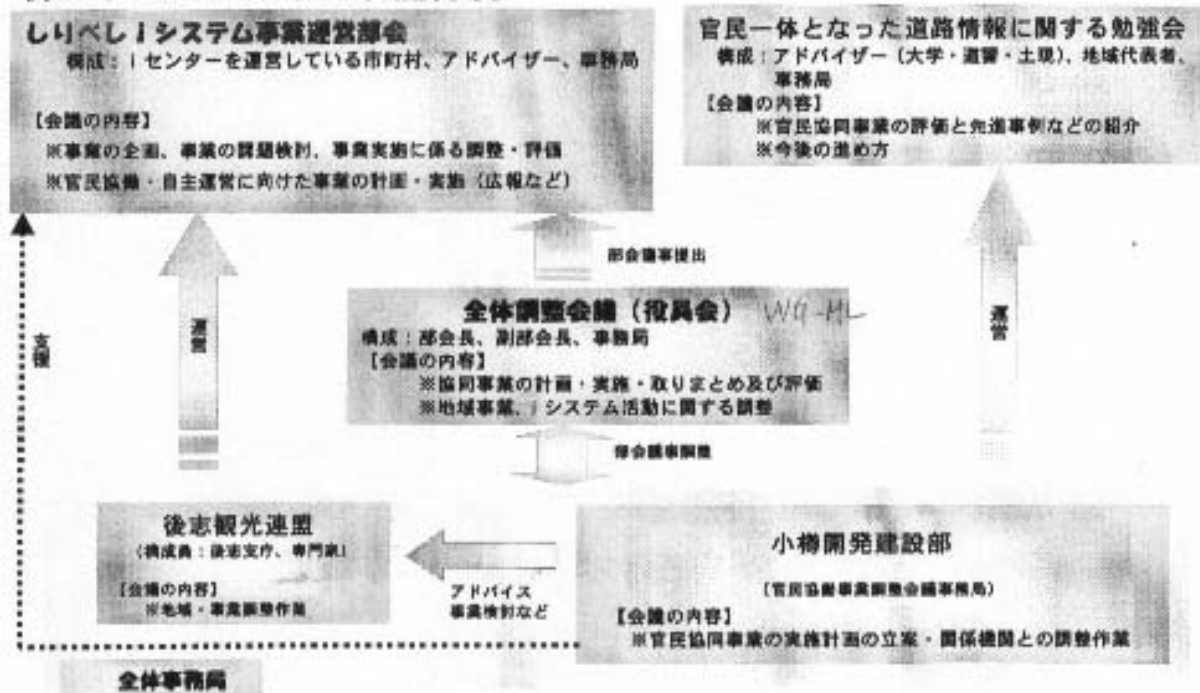 しりべしiシステム事業運営部会
構成：iセンターを運営している市町村、アドバイザー、事務局
【会議の内容】
※事業の企画、事業の課題検討、事業実施に係る調整・評価
※官民協働・自主運営に向けた事業の計画・実施（広報など）
官民一体となった道路情報に関する勉強会
構成：アドバイザー（大学・道警・土現）、地域代表者、
事務局
【会議の内容】
※官民協同事業の評価と先進事例などの紹介
※今後の進め方
部会議事提出
支援
運営
全体調整会議（役員会）
WG-ML
構成：部会長、副部会長、事務局
【会議の内容】
※協同事業の計画・実施・取りまとめ及び評価
※地域事業、iシステム活動に関する調整
運営
部会議事調整
後志観光連盟
（構成員：後志支庁、専門家）
【会議の内容】
※地域・事業調整作業
アドバイス
事業検討など
小樽開発建設部
（官民協働事業調整会議事務局）
【会議の内容】
※官民協同事業の実施計画の立案・関係機関との調整作業
全体事務局